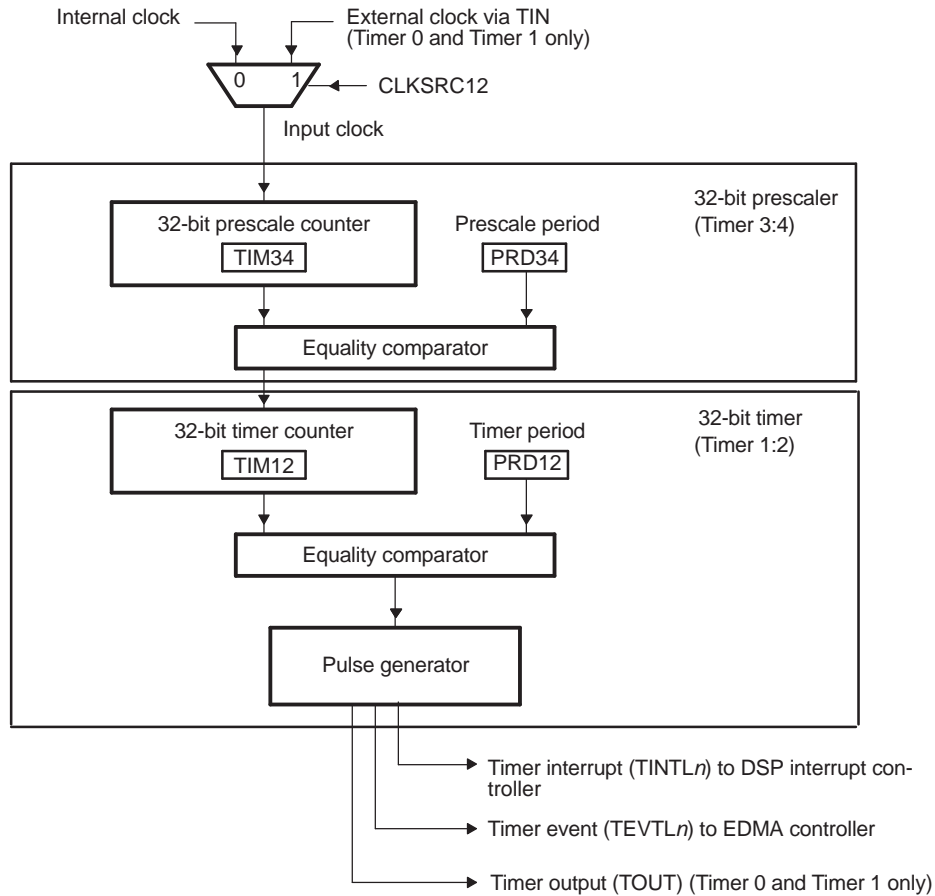 Internal clock
External clock via TIN
(Timer 0 and Timer 1 only)
0 1
CLKSRC12
Input clock
32-bit prescaler
(Timer 3:4)
32-bit prescale counter
TIM34
Prescale period
PRD34
Equality comparator
32-bit timer
(Timer 1:2)
32-bit timer counter
TIM12
Timer period
PRD12
Equality comparator
Pulse generator
Timer interrupt (TINTLn) to DSP interrupt con-
troller
Timer event (TEVTLn) to EDMA controller
Timer output (TOUT) (Timer 0 and Timer 1 only)